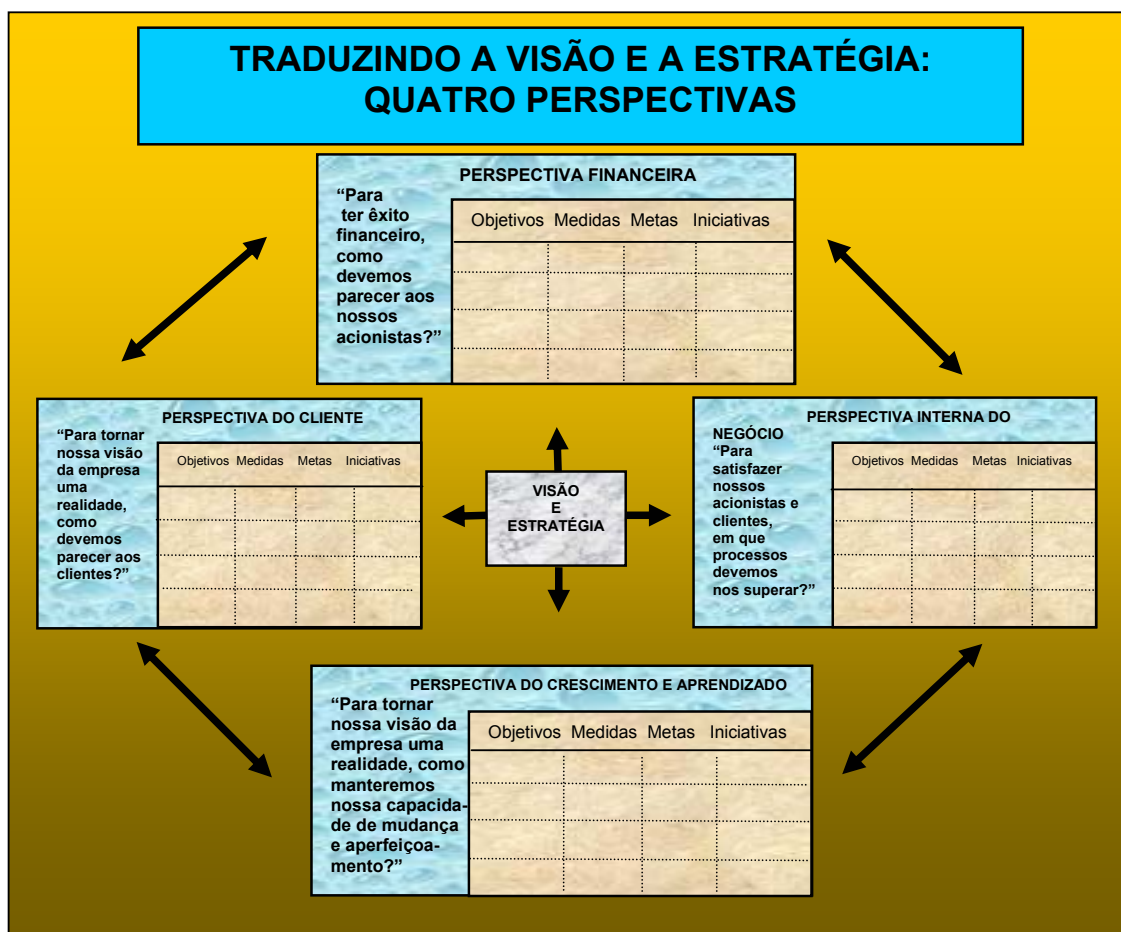 TRADUZINDO A VISÃO E A ESTRATÉGIA:
QUATRO PERSPECTIVAS
PERSPECTIVA FINANCEIRA
“Para
ter êxito
financeiro,
como
devemos
parecer aos
nossos
acionistas?”
Objetivos Medidas Metas Iniciativas
PERSPECTIVA DO CLIENTE
“Para tornar
nossa visão
da empresa
uma
realidade,
como
devemos
parecer aos
clientes?”
Objetivos Medidas Metas Iniciativas
VISÃO
E
ESTRATÉGIA
PERSPECTIVA INTERNA DO
NEGÓCIO
“Para
satisfazer
nossos
acionistas e
clientes,
em que
processos
devemos
nos superar?”
Objetivos Medidas Metas Iniciativas
PERSPECTIVA DO CRESCIMENTO E APRENDIZADO
“Para tornar
nossa visão da
empresa uma
realidade, como
manteremos
nossa capacida-
de de mudança
e aperfeiçoa-
mento?”
Objetivos Medidas Metas Iniciativas